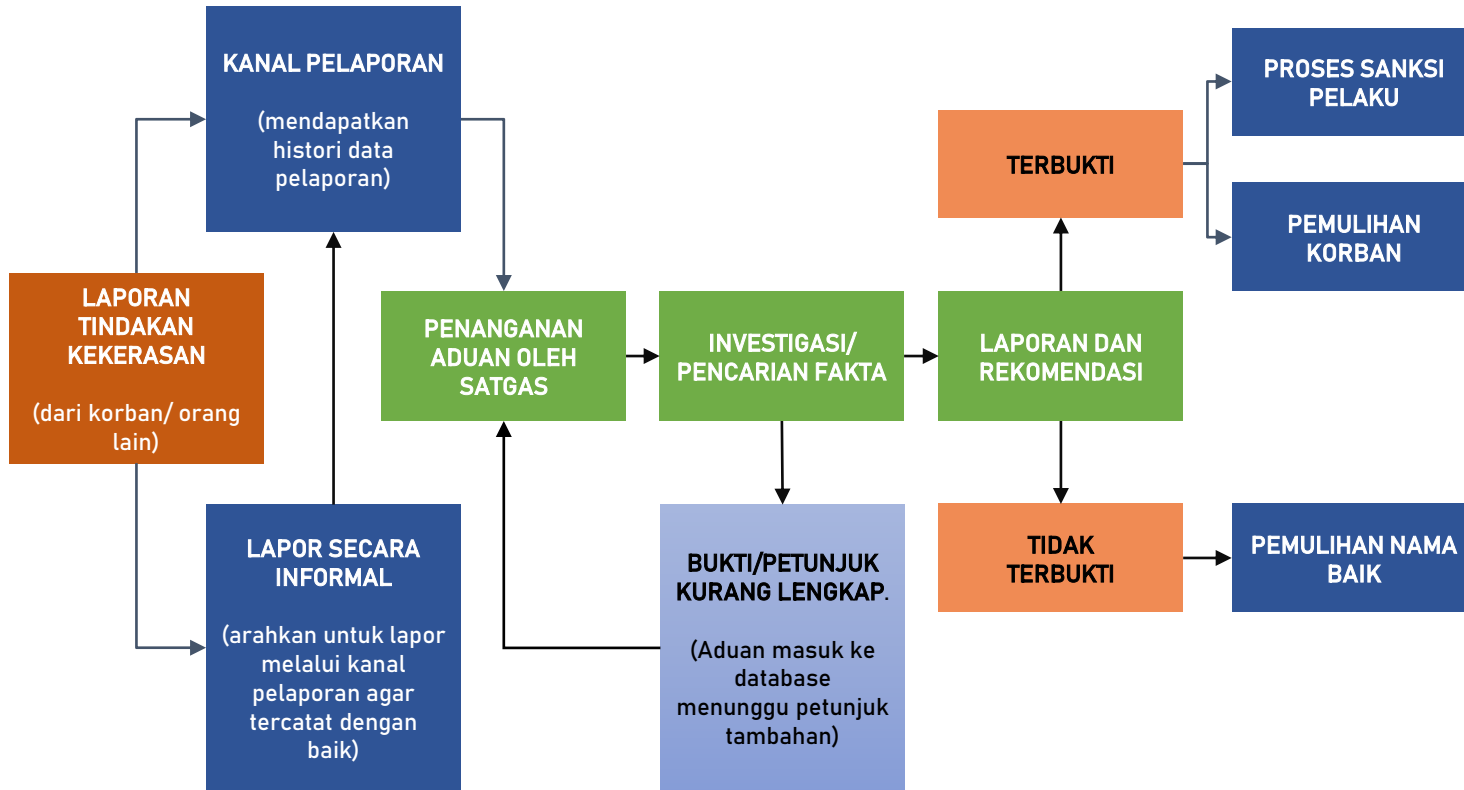 KANAL PELAPORAN
(mendapatkan
histori data
pelaporan)
LAPORAN
TINDAKAN
KEKERASAN
(dari korban/ orang
lain)
LAPOR SECARA
INFORMAL
(arahkan untuk lapor
melalui kanal
pelaporan agar
tercatat dengan
baik)
PENANGANAN
ADUAN OLEH
SATGAS
INVESTIGASI/
PENCARIAN FAKTA
BUKTI/PETUNJUK
KURANG LENGKAP.
(Aduan masuk ke
database
menunggu petunjuk
tambahan)
LAPORAN DAN
REKOMENDASI
TERBUKTI
PROSES SANKSI
PELAKU
PEMULIHAN
KORBAN
TIDAK
TERBUKTI
PEMULIHAN NAMA
BAIK